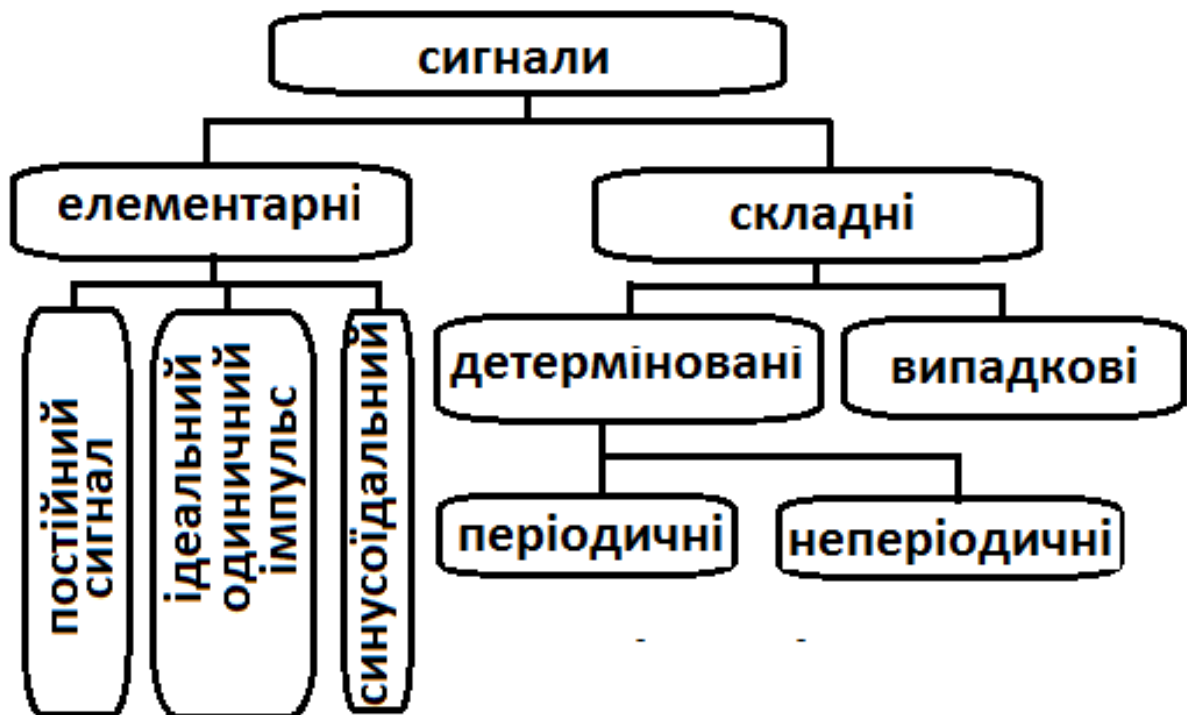 сигнали
елементарні
складні
постійний
сигнал
ідеальний
одиничний
імпульс
синусоїдальний
детерміновані
випадкові
періодичні
неперіодичні